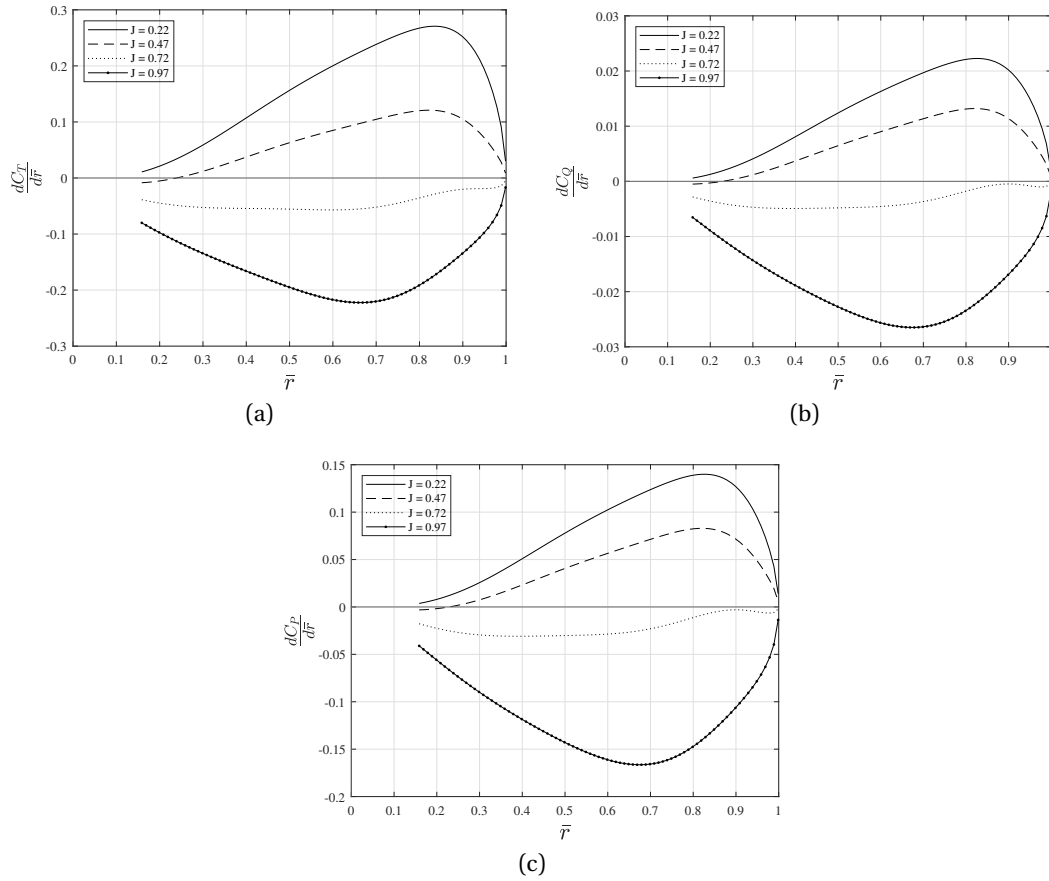 0.3
0.2
0.1
0
-0.1
-0.2
-0.3
dC_T
dr̄
J = 0.22
J = 0.47
J = 0.72
J = 0.97
0 0.1 0.2 0.3 0.4 0.5 0.6 0.7 0.8 0.9 1
r̄
(a)
0.03
0.02
0.01
0
-0.01
-0.02
-0.03
dC_Q
dr̄
J = 0.22
J = 0.47
J = 0.72
J = 0.97
0 0.1 0.2 0.3 0.4 0.5 0.6 0.7 0.8 0.9
r̄
(b)
0.15
0.1
0.05
0
-0.05
-0.1
-0.15
-0.2
dC_P
dr̄
J = 0.22
J = 0.47
J = 0.72
J = 0.97
0 0.1 0.2 0.3 0.4 0.5 0.6 0.7 0.8 0.9 1
r̄
(c)